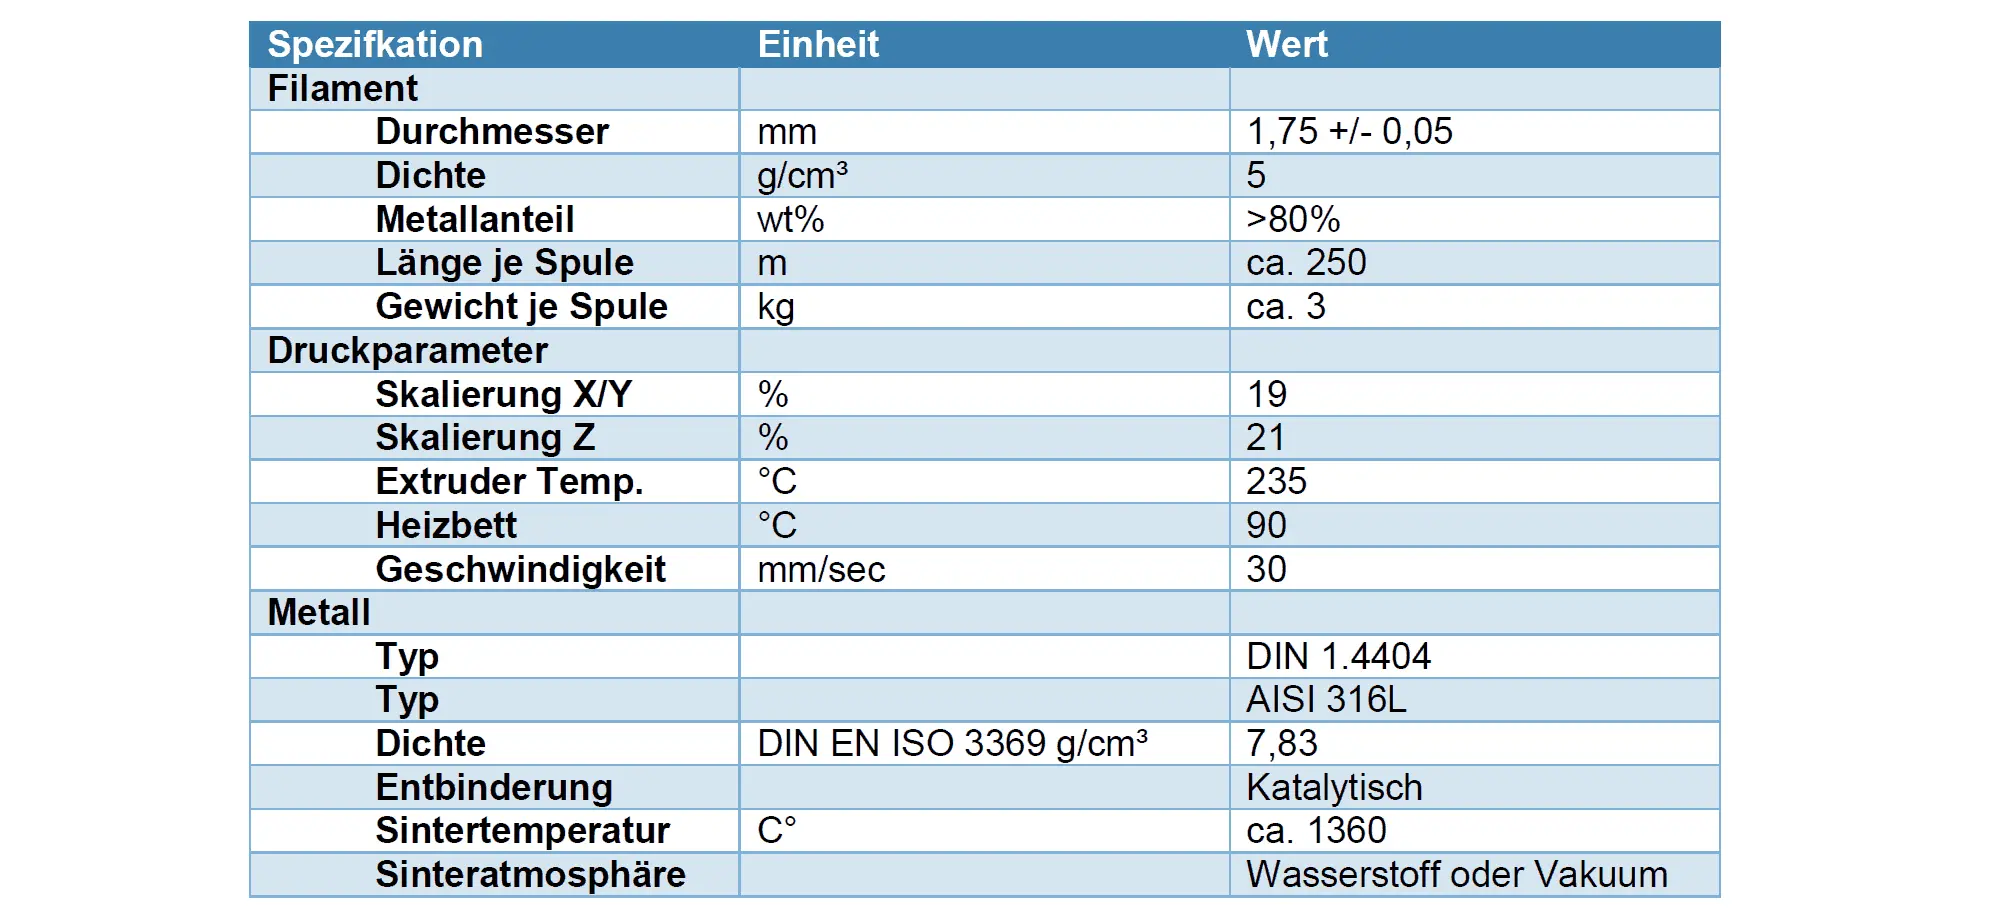 Spezifkation Einheit Wert
Filament
Durchmesser mm 1,75 +/- 0,05
Dichte g/cm³ 5
Metallanteil wt% >80%
Länge je Spule m ca. 250
Gewicht je Spule kg ca. 3
Druckparameter
Skalierung X/Y % 19
Skalierung Z % 21
Extruder Temp. °C 235
Heizbett °C 90
Geschwindigkeit mm/sec 30
Metall
Typ DIN 1.4404
Typ AISI 316L
Dichte DIN EN ISO 3369 g/cm³ 7,83
Entbinderung Katalytisch
Sintertemperatur C° ca. 1360
Sinteratmosphäre Wasserstoff oder Vakuum